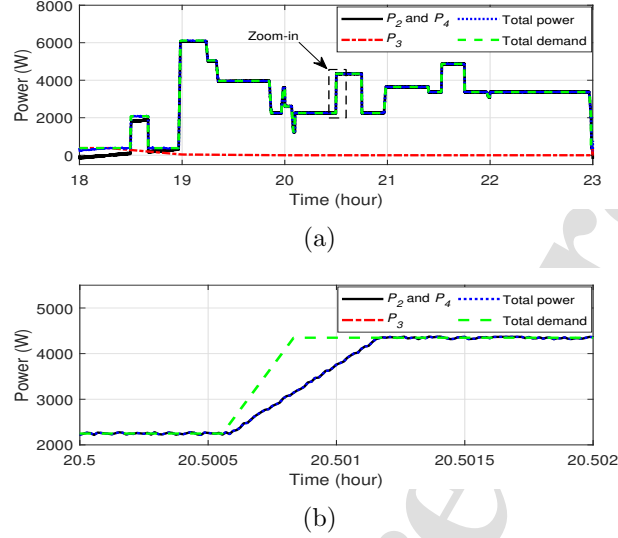 P2 and P4 Total power
P3 Total demand
Zoom-in
Power (W)
8000
6000
4000
2000
0
18 19 20 21 22 23
Time (hour)
(a)
P2 and P4 Total power
P3 Total demand
Power (W)
5000
4000
3000
2000
20.5 20.5005 20.501 20.5015 20.502
Time (hour)
(b)